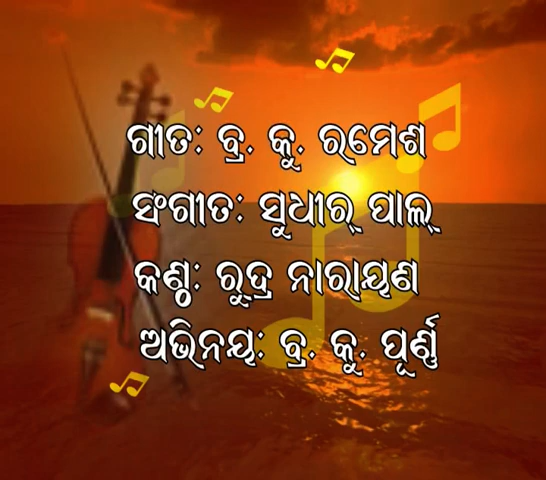 ଗୀତ: ବ୍ର. କୁ. ରମେଶ
ସଂଗୀତ: ସୁଧୀର୍ ପାଲ୍
କଣ୍ଠ: ରୁଦ୍ର ନାରାୟଣ
ଅଭିନୟ: ବ୍ର. କୁ. ପୂର୍ଣ୍ଣ